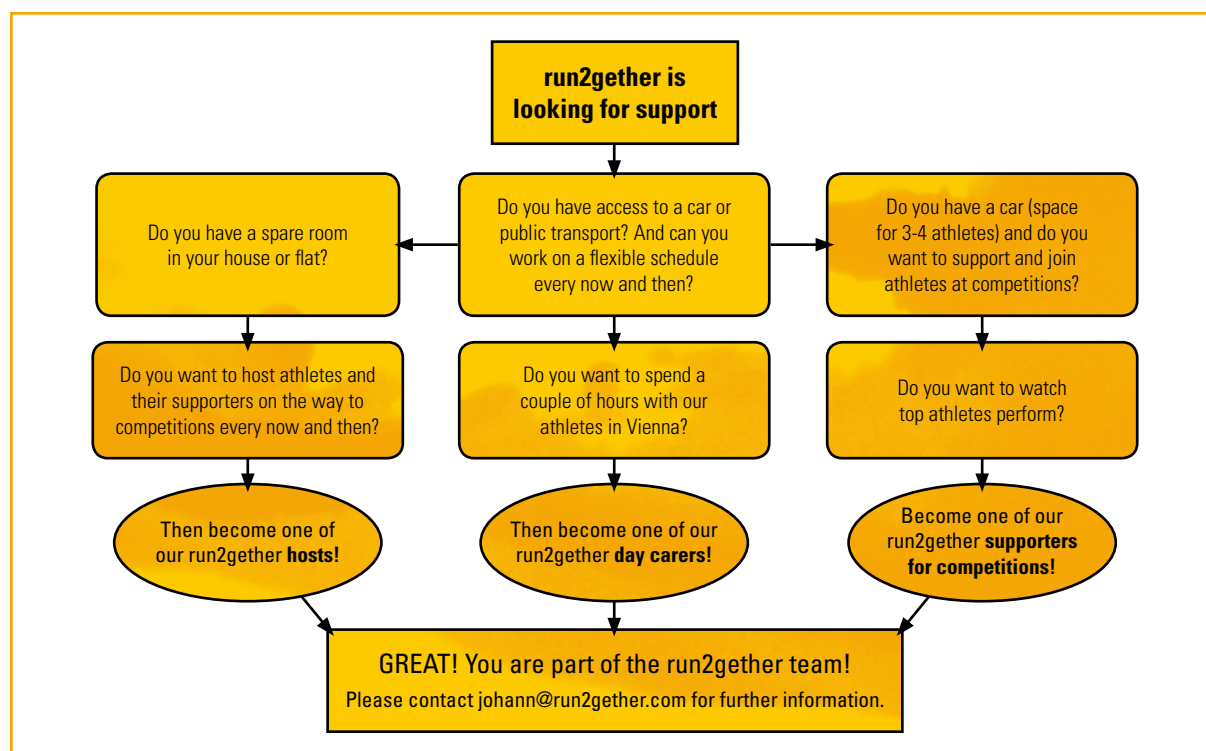 run2gether is
looking for support
Do you have a spare room
in your house or flat?
Do you have access to a car or
public transport? And can you
work on a flexible schedule
every now and then?
Do you have a car (space
for 3-4 athletes) and do you
want to support and join
athletes at competitions?
Do you want to host athletes and
their supporters on the way to
competitions every now and then?
Do you want to spend a
couple of hours with our
athletes in Vienna?
Do you want to watch
top athletes perform?
Then become one of
our run2gether hosts!
Then become one of our
run2gether day carers!
Become one of our
run2gether supporters
for competitions!
GREAT! You are part of the run2gether team!
Please contact johann@run2gether.com for further information.